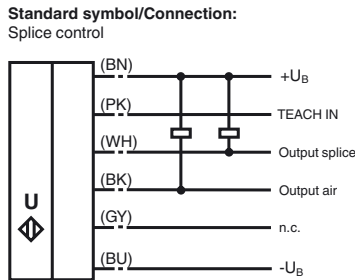 Standard symbol/Connection:
Splice control
(BN)
+UB
(PK)
TEACH IN
(WH)
Output splice
(BK)
Output air
U
(GY)
n.c.
(BU)
-UB